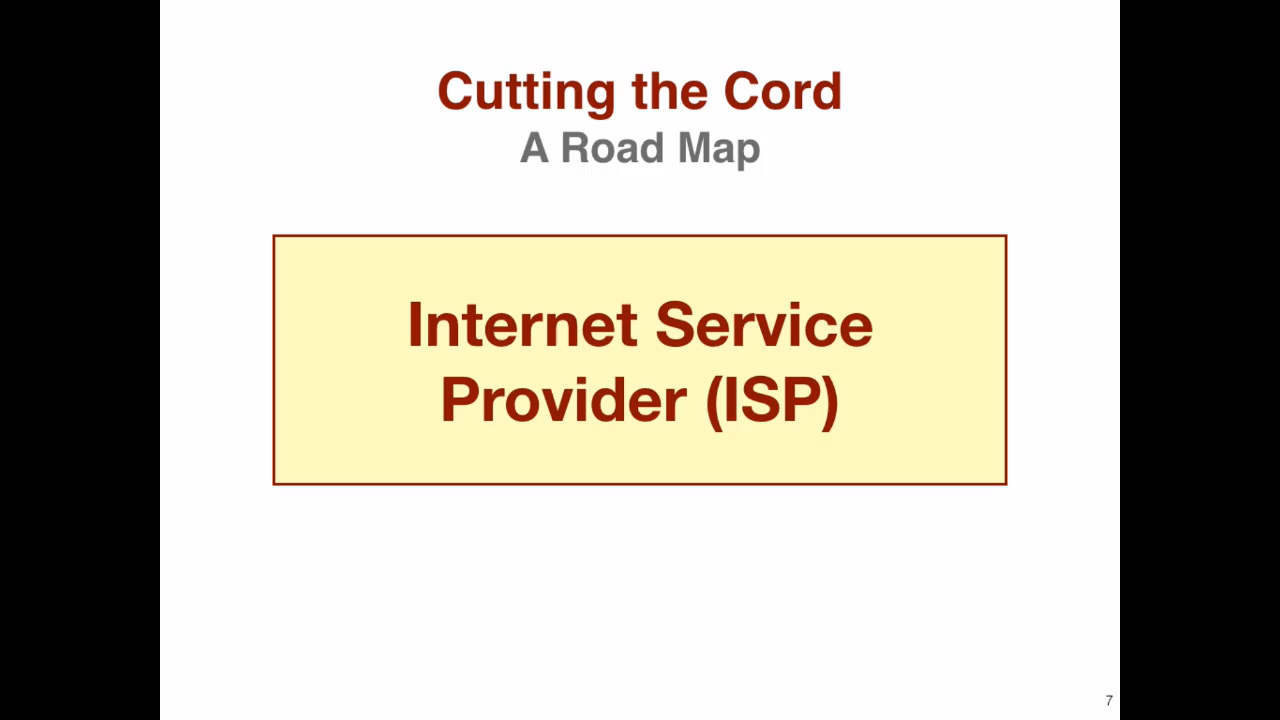 Cutting the Cord
A Road Map
Internet Service
Provider (ISP)
7